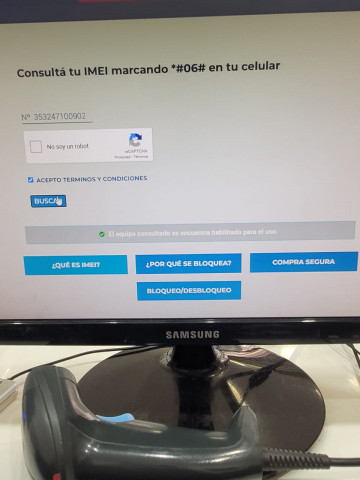 Consultá tu IMEI marcando *#06# en tu celular
Nº 353247100902
No soy un robot
reCAPTCHA
Privacidad - Términos
ACEPTO TERMINOS Y CONDICIONES
BUSCAR
El equipo consultado se encuentra habilitado para el uso.
¿QUÉ ES IMEI?
¿POR QUÉ SE BLOQUEA?
COMPRA SEGURA
BLOQUEO/DESBLOQUEO
SAMSUNG